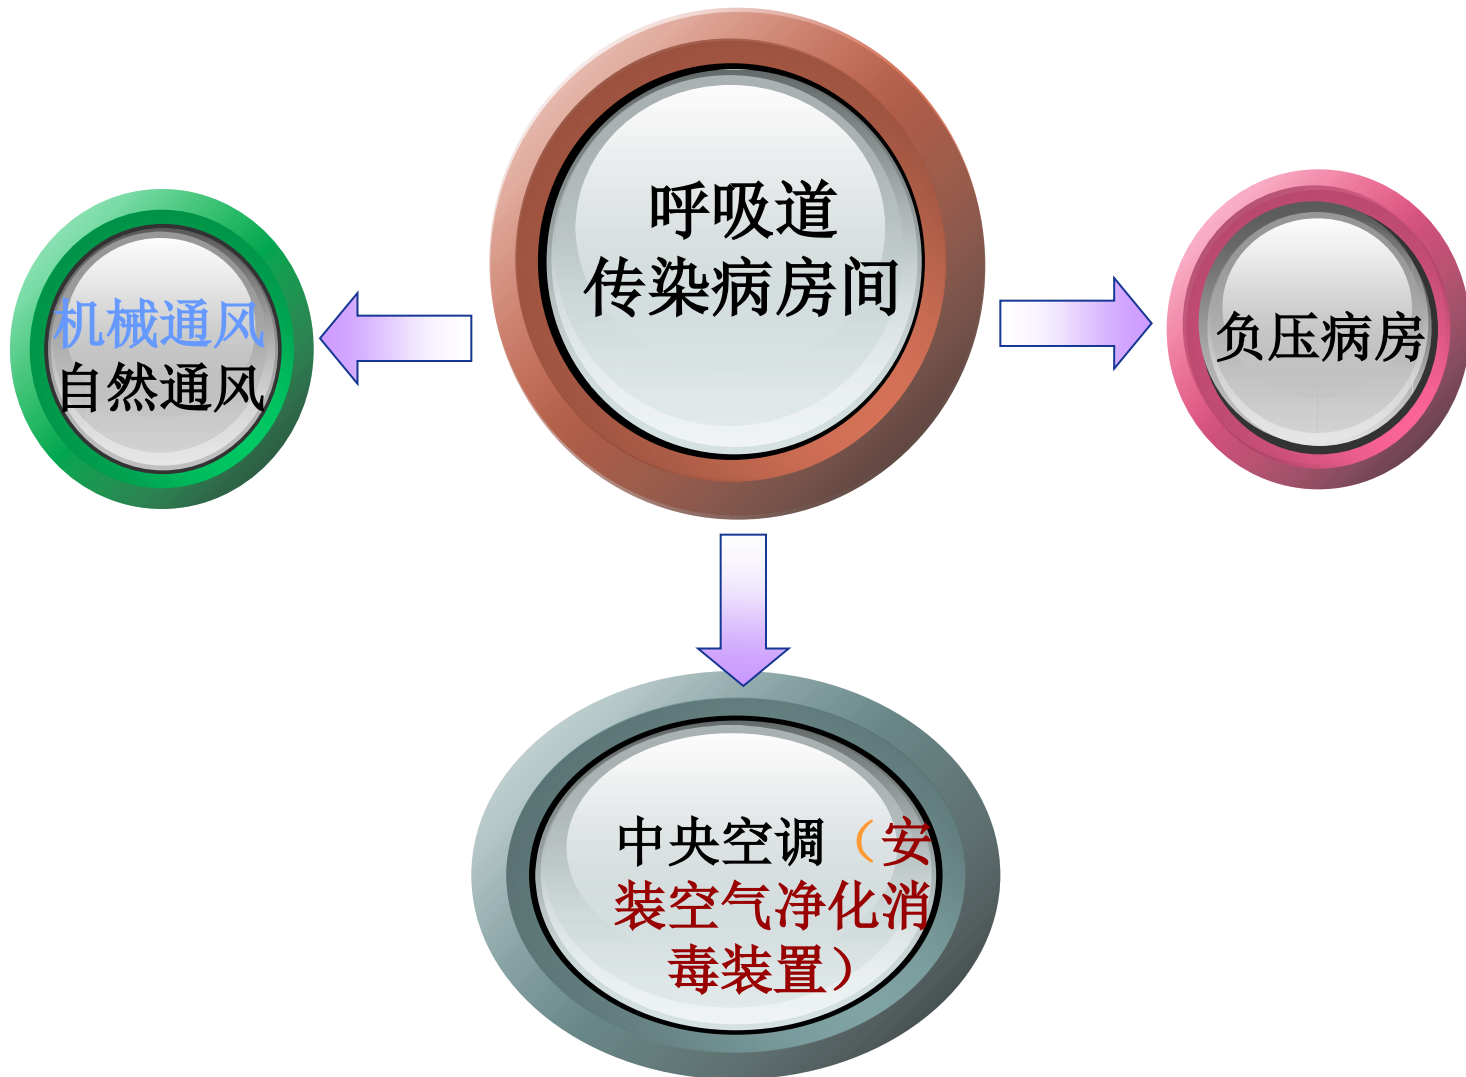 呼吸道
传染病房间
机械通风
自然通风
负压病房
中央空调（安
装空气净化消
毒装置）